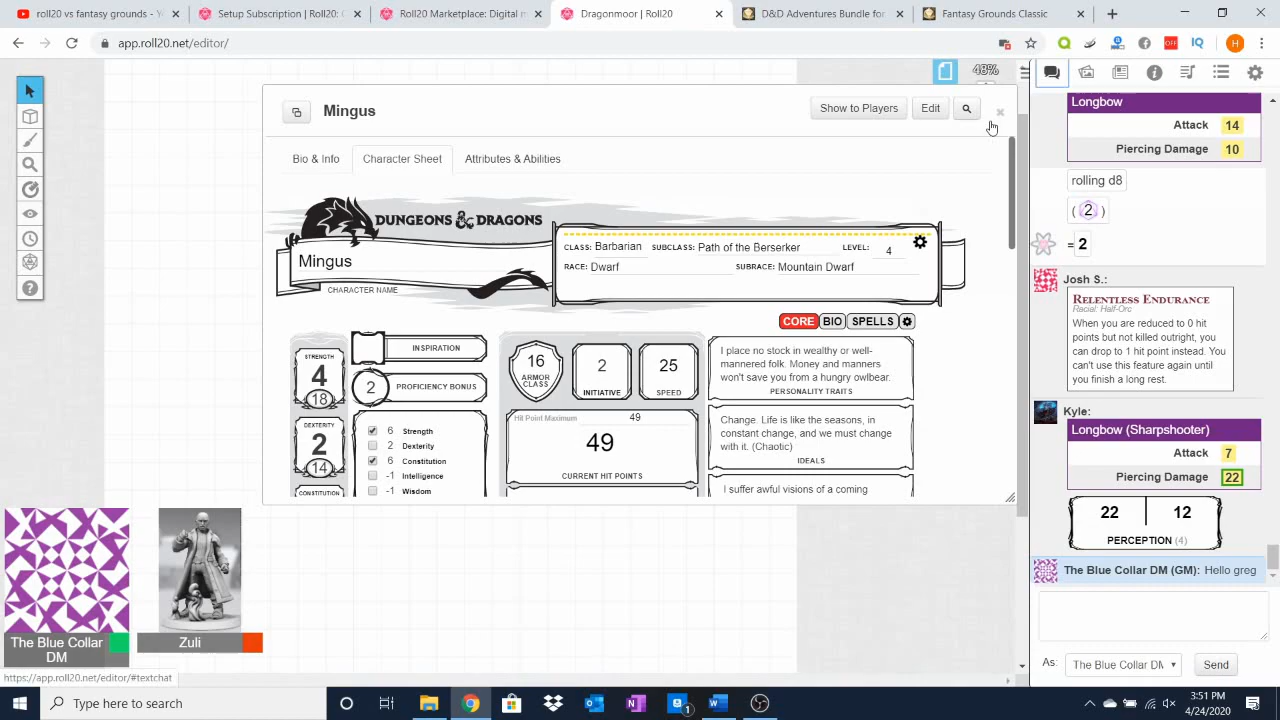 roll20 vs fantasy grounds -
Setup Subscription | Roll20
Roll20 Marketplace: Digital m
Dragonmoor | Roll20
D&D Adventures Bundle for
Fantasy Grounds Classic
app.roll20.net/editor/
OFF
IQ
H
48%
Mingus
Show to Players
Edit
Bio & Info
Character Sheet
Attributes & Abilities
DUNGEONS & DRAGONS
CLASS: Barbarian SUBCLASS: Path of the Berserker LEVEL: 4
RACE: Dwarf SUBRACE: Mountain Dwarf
Mingus
CHARACTER NAME
CORE BIO SPELLS
STRENGTH
4
18
DEXTERITY
2
14
CONSTITUTION
INSPIRATION
2 PROFICIENCY BONUS
6 Strength
2 Dexterity
6 Constitution
-1 Intelligence
-1 Wisdom
16
ARMOR
CLASS
2
INITIATIVE
25
SPEED
Hit Point Maximum 49
49
CURRENT HIT POINTS
I place no stock in wealthy or well-
mannered folk. Money and manners
won't save you from a hungry owlbear.
PERSONALITY TRAITS
Change. Life is like the seasons, in
constant change, and we must change
with it. (Chaotic)
IDEALS
I suffer awful visions of a coming
Longbow
Attack 14
Piercing Damage 10
rolling d8
( 2 )
= 2
Josh S.:
RELENTLESS ENDURANCE
Racial: Half-Orc
When you are reduced to 0 hit
points but not killed outright, you
can drop to 1 hit point instead. You
can't use this feature again until
you finish a long rest.
Kyle:
Longbow (Sharpshooter)
Attack 7
Piercing Damage 22
22 12
PERCEPTION (4)
The Blue Collar DM (GM): Hello greg
As: The Blue Collar DM
Send
The Blue Collar
DM
Zuli
https://app.roll20.net/editor/#textchat
Type here to search
1
3:51 PM
4/24/2020